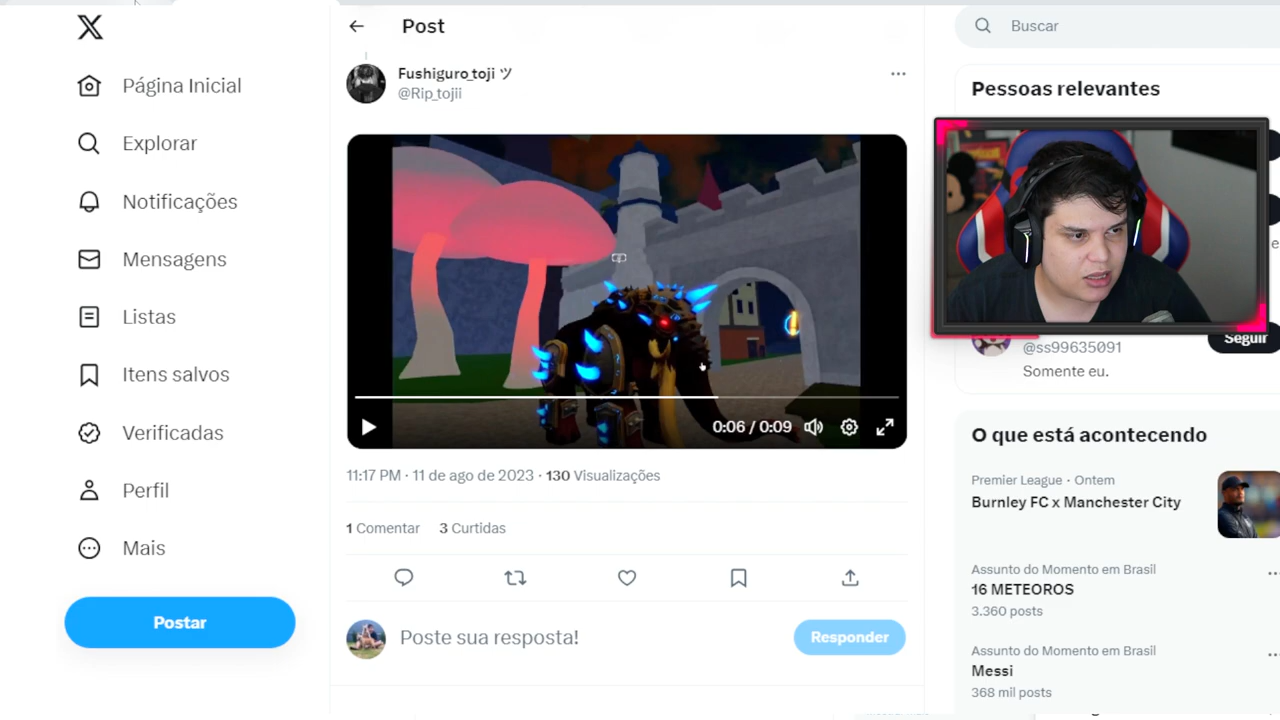 Post
Buscar
Página Inicial
Explorar
Notificações
Mensagens
Listas
Itens salvos
Verificadas
Perfil
Mais
Postar
Fushiguro_toji ツ
@Rip_tojii
0:06 / 0:09
11:17 PM · 11 de ago de 2023 · 130 Visualizações
1 Comentar 3 Curtidas
Poste sua resposta!
Responder
Pessoas relevantes
@ss99635091
Seguir
Somente eu.
O que está acontecendo
Premier League · Ontem
Burnley FC x Manchester City
Assunto do Momento em Brasil
16 METEOROS
3.360 posts
Assunto do Momento em Brasil
Messi
368 mil posts